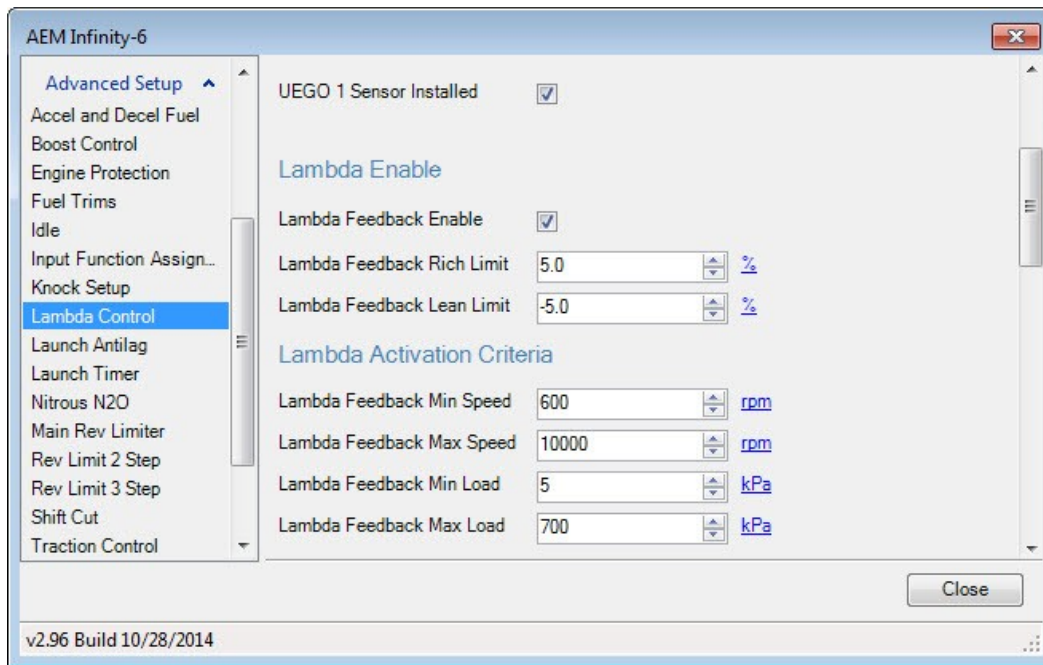 AEM Infinity-6
Advanced Setup
Accel and Decel Fuel
Boost Control
Engine Protection
Fuel Trims
Idle
Input Function Assign...
Knock Setup
Lambda Control
Launch Antilag
Launch Timer
Nitrous N2O
Main Rev Limiter
Rev Limit 2 Step
Rev Limit 3 Step
Shift Cut
Traction Control
UEGO 1 Sensor Installed
Lambda Enable
Lambda Feedback Enable
Lambda Feedback Rich Limit 5.0 %
Lambda Feedback Lean Limit -5.0 %
Lambda Activation Criteria
Lambda Feedback Min Speed 600 rpm
Lambda Feedback Max Speed 10000 rpm
Lambda Feedback Min Load 5 kPa
Lambda Feedback Max Load 700 kPa
Close
v2.96 Build 10/28/2014